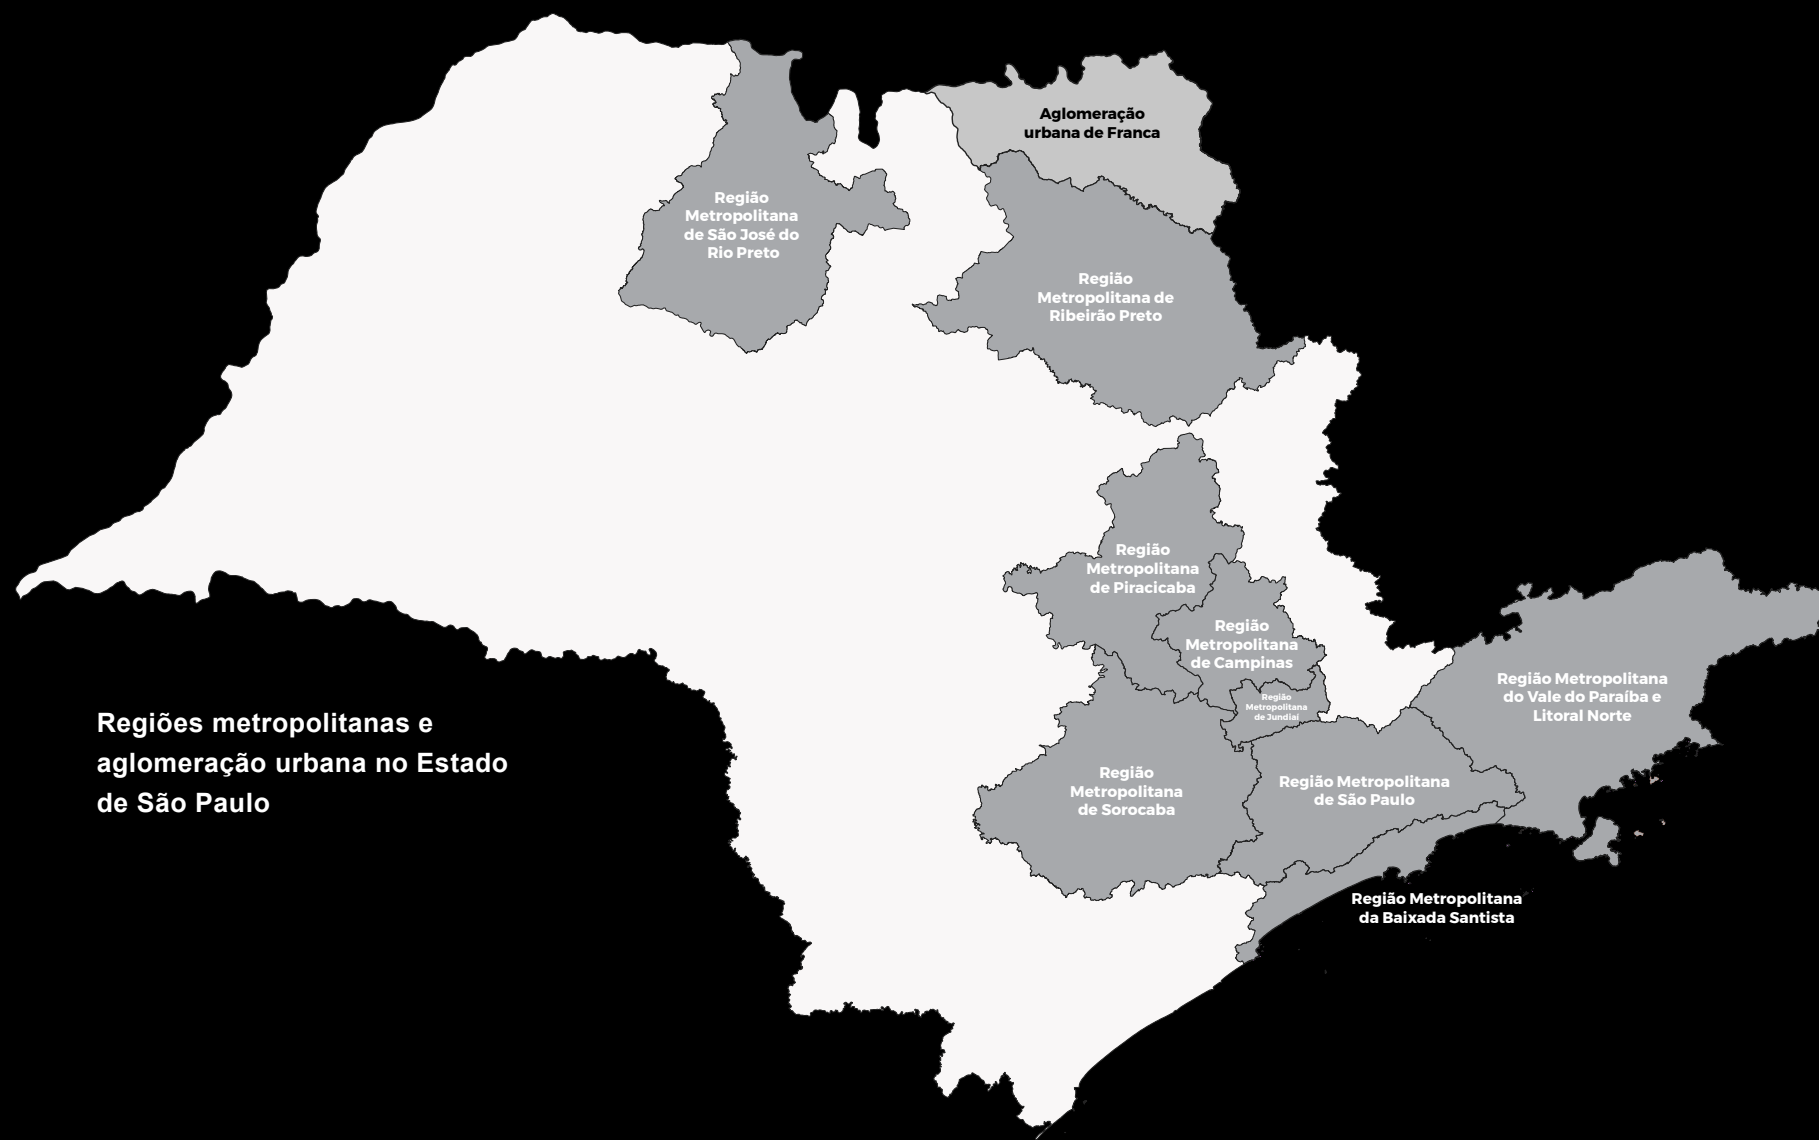 Aglomeração
urbana de Franca
Região
Metropolitana
de São José do
Rio Preto
Região
Metropolitana de
Ribeirão Preto
Região
Metropolitana
de Piracicaba
Região
Metropolitana
de Campinas
Região
Metropolitana
de Jundiaí
Região Metropolitana
do Vale do Paraíba e
Litoral Norte
Regiões metropolitanas e
aglomeração urbana no Estado
de São Paulo
Região
Metropolitana
de Sorocaba
Região Metropolitana
de São Paulo
Região Metropolitana
da Baixada Santista